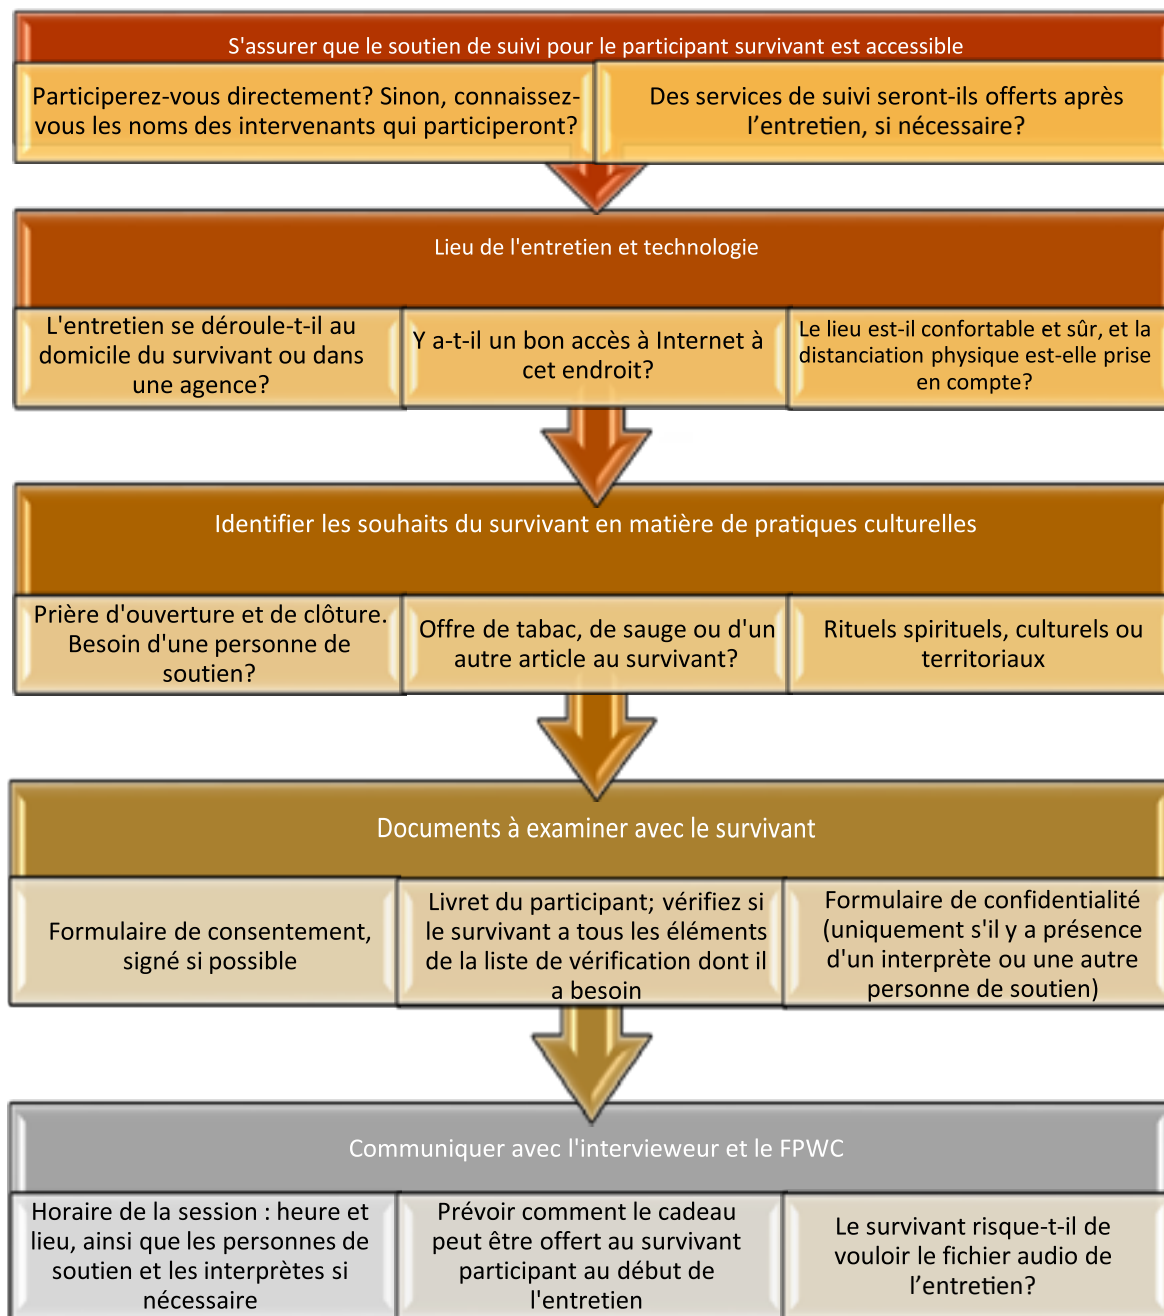 S'assurer que le soutien de suivi pour le participant survivant est accessible
Participerez-vous directement? Sinon, connaissez-
vous les noms des intervenants qui participeront?
Des services de suivi seront-ils offerts après
l’entretien, si nécessaire?
Lieu de l'entretien et technologie
L'entretien se déroule-t-il au
domicile du survivant ou dans
une agence?
Y a-t-il un bon accès à Internet à
cet endroit?
Le lieu est-il confortable et sûr, et la
distanciation physique est-elle prise
en compte?
Identifier les souhaits du survivant en matière de pratiques culturelles
Prière d'ouverture et de clôture.
Besoin d'une personne de
soutien?
Offre de tabac, de sauge ou d'un
autre article au survivant?
Rituels spirituels, culturels ou
territoriaux
Documents à examiner avec le survivant
Formulaire de consentement,
signé si possible
Livret du participant; vérifiez si
le survivant a tous les éléments
de la liste de vérification dont il
a besoin
Formulaire de confidentialité
(uniquement s'il y a présence
d'un interprète ou une autre
personne de soutien)
Communiquer avec l'intervieweur et le FPWC
Horaire de la session : heure et
lieu, ainsi que les personnes de
soutien et les interprètes si
nécessaire
Prévoir comment le cadeau
peut être offert au survivant
participant au début de
l'entretien
Le survivant risque-t-il de
vouloir le fichier audio de
l’entretien?